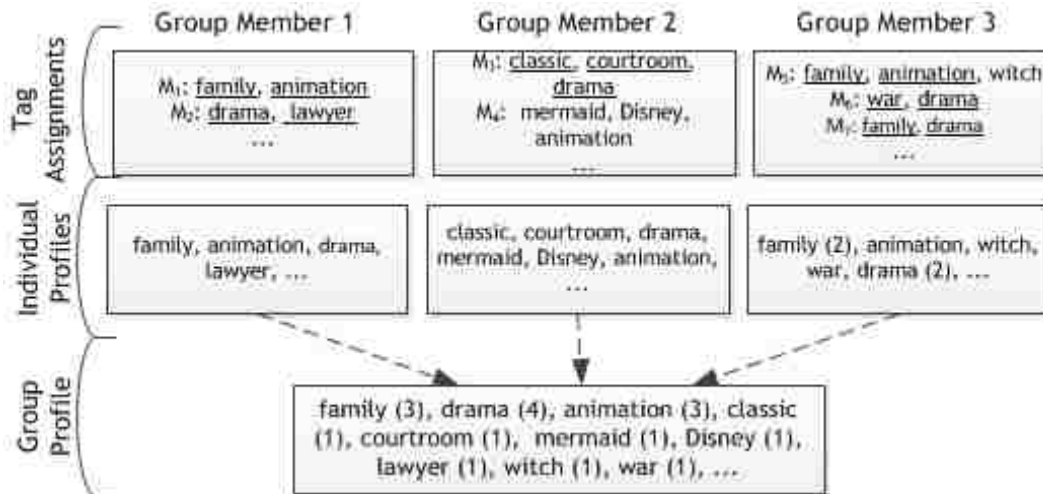 Group Member 1
Group Member 2
Group Member 3
Tag
Assignments
M₁: family, animation
M₂: drama, lawyer
...
M₃: classic, courtroom,
drama
M₄: mermaid, Disney,
animation
...
M₅: family, animation, witch
M₆: war, drama
M₇: family, drama
...
Individual
Profiles
family, animation, drama,
lawyer, ...
classic, courtroom, drama,
mermaid, Disney, animation,
...
family (2), animation, witch,
war, drama (2), ...
Group
Profile
family (3), drama (4), animation (3), classic
(1), courtroom (1), mermaid (1), Disney (1),
lawyer (1), witch (1), war (1), ...